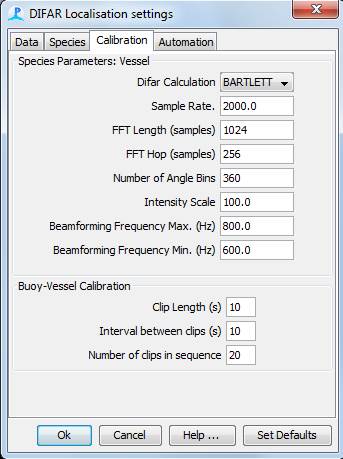 DIFAR Localisation settings
Data Species Calibration Automation
Species Parameters: Vessel
Difar Calculation BARTLETT
Sample Rate. 2000.0
FFT Length (samples) 1024
FFT Hop (samples) 256
Number of Angle Bins 360
Intensity Scale 100.0
Beamforming Frequency Max. (Hz) 800.0
Beamforming Frequency Min. (Hz) 600.0
Buoy-Vessel Calibration
Clip Length (s) 10
Interval between clips (s) 10
Number of clips in sequence 20
Ok Cancel Help ... Set Defaults